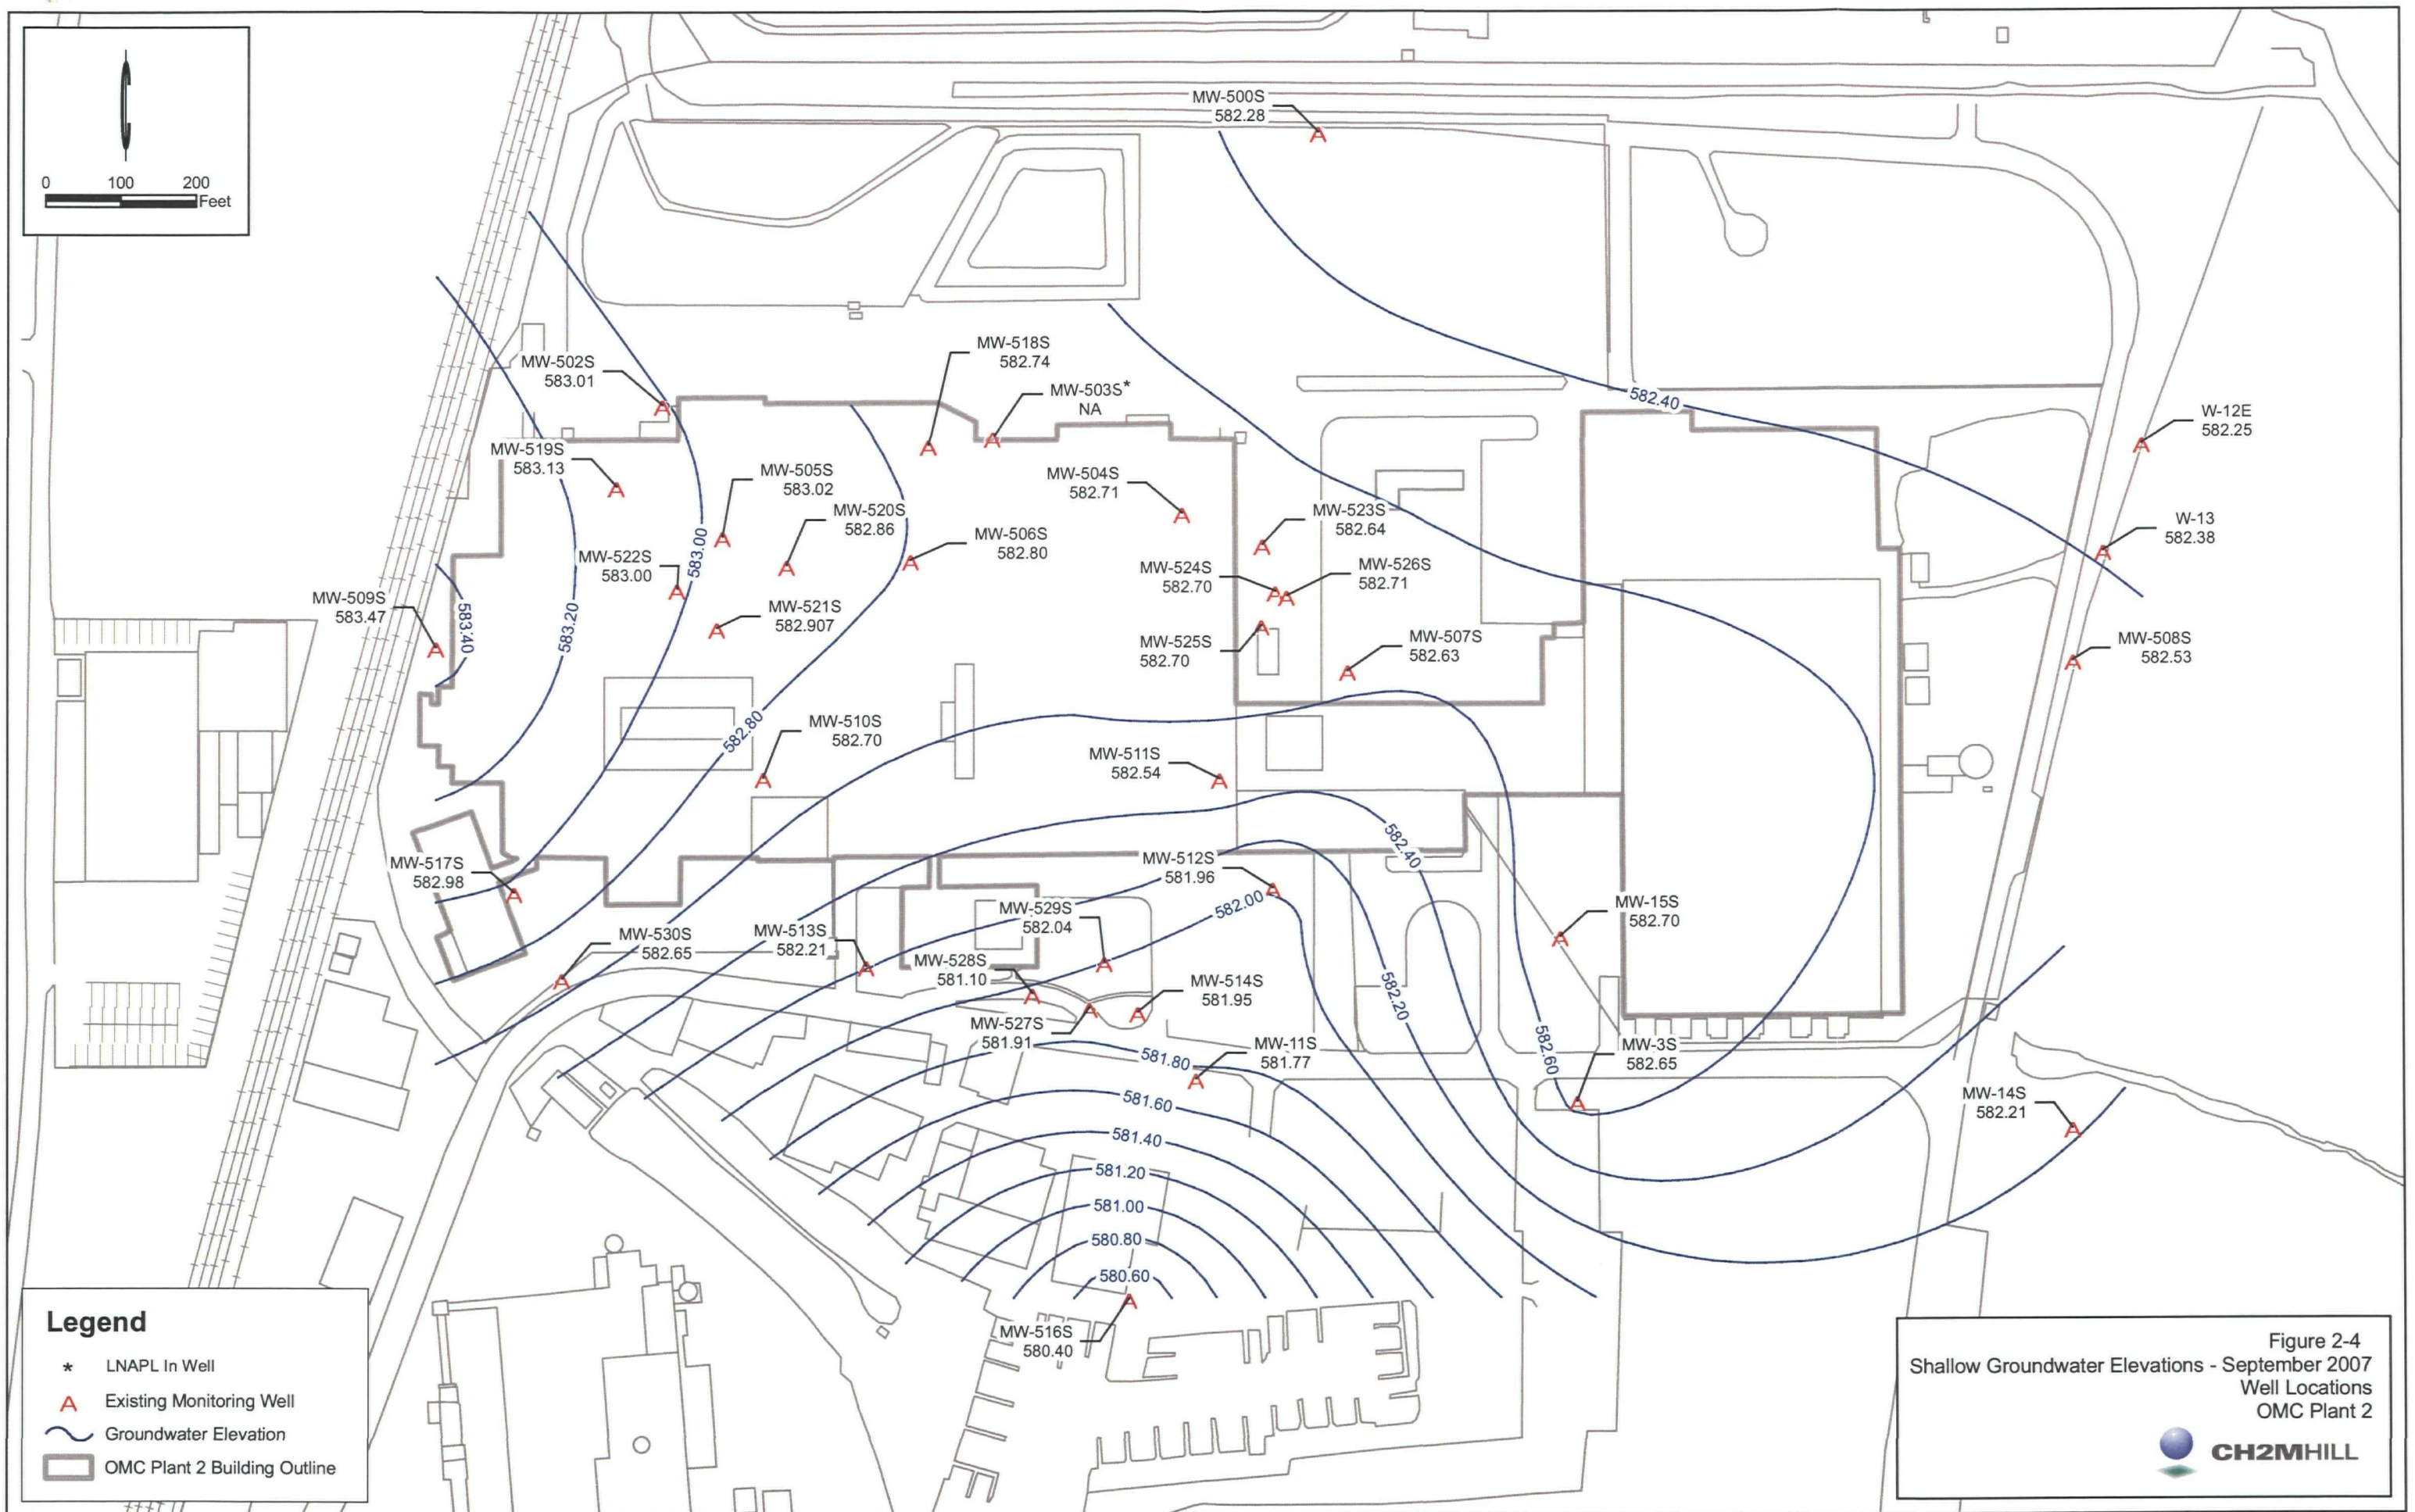 0 100 200
Feet
MW-500S
582.28
MW-518S
582.74
MW-502S
583.01
MW-503S*
NA
582.40
W-12E
582.25
MW-519S
583.13
MW-505S
583.02
MW-504S
582.71
MW-520S
582.86
MW-523S
582.64
W-13
582.38
MW-506S
582.80
MW-522S
583.00
583.00
MW-524S
582.70
MW-526S
582.71
MW-509S
583.47
583.40
583.20
MW-521S
582.907
MW-525S
582.70
MW-507S
582.63
MW-508S
582.53
582.80
MW-510S
582.70
MW-511S
582.54
582.40
MW-517S
582.98
MW-512S
581.96
582.00
MW-529S
582.04
MW-15S
582.70
MW-530S
582.65
MW-513S
582.21
MW-528S
581.10
MW-514S
581.95
582.20
MW-527S
581.91
581.80
MW-11S
581.77
582.60
MW-3S
582.65
MW-14S
582.21
581.60
581.40
581.20
581.00
580.80
580.60
MW-516S
580.40
Legend
* LNAPL In Well
A Existing Monitoring Well
Groundwater Elevation
OMC Plant 2 Building Outline
Figure 2-4
Shallow Groundwater Elevations - September 2007
Well Locations
OMC Plant 2
CH2MHILL